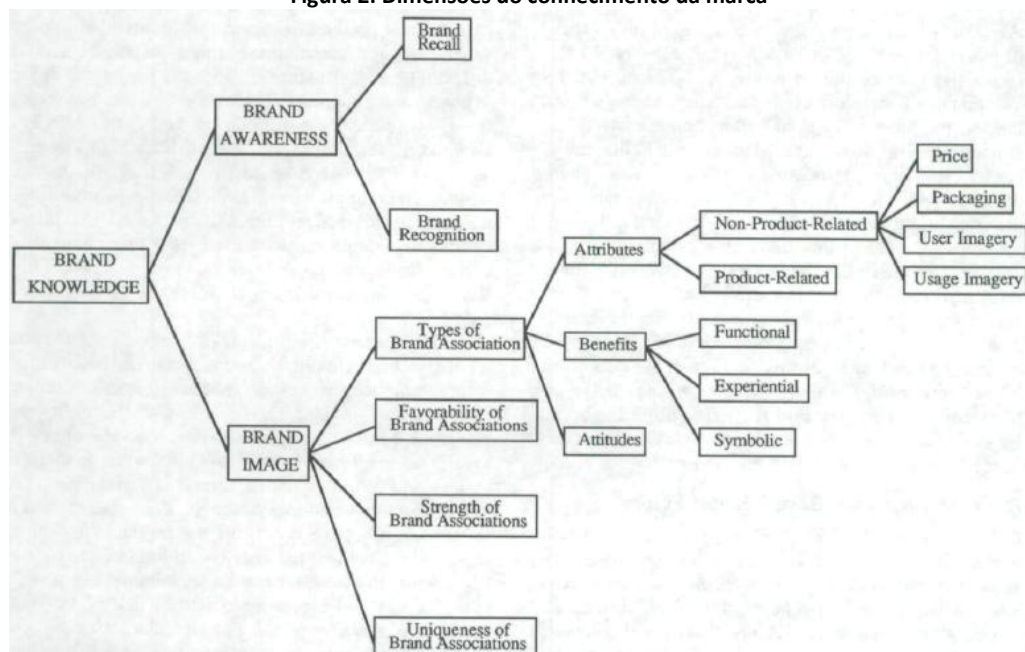 Figura 2. Dimensões do conhecimento da marca
Brand
Recall
BRAND
AWARENESS
Brand
Recognition
BRAND
KNOWLEDGE
Price
Packaging
Non-Product-Related
User Imagery
Attributes
Product-Related
Usage Imagery
Types of
Brand Association
Benefits
Functional
Experiential
Favorability of
Brand Associations
Attitudes
Symbolic
BRAND
IMAGE
Strength of
Brand Associations
Uniqueness of
Brand Associations